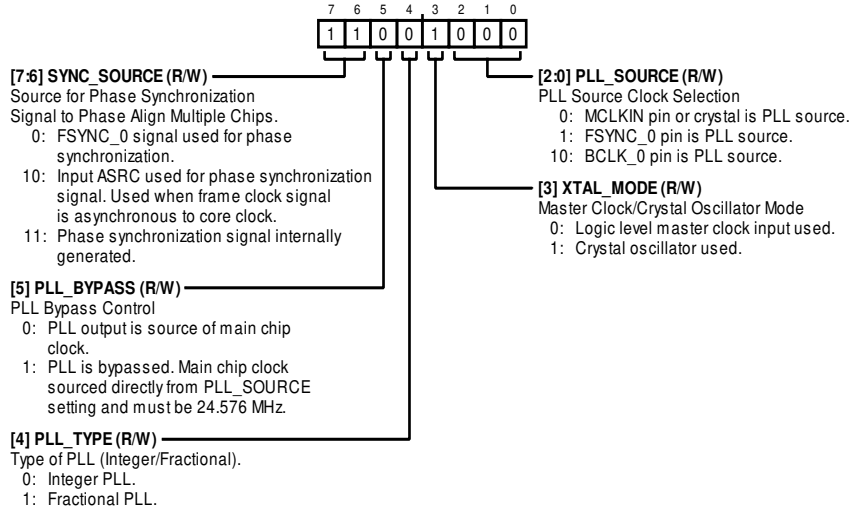 7 6 5 4 3 2 1 0
1 1 0 0 1 0 0 0
[7:6] SYNC_SOURCE (R/W)
Source for Phase Synchronization
Signal to Phase Align Multiple Chips.
0: FSYNC_0 signal used for phase
synchronization.
10: Input ASRC used for phase synchronization
signal. Used when frame clock signal
is asynchronous to core clock.
11: Phase synchronization signal internally
generated.
[5] PLL_BYPASS (R/W)
PLL Bypass Control
0: PLL output is source of main chip
clock.
1: PLL is bypassed. Main chip clock
sourced directly from PLL_SOURCE
setting and must be 24.576 MHz.
[4] PLL_TYPE (R/W)
Type of PLL (Integer/Fractional).
0: Integer PLL.
1: Fractional PLL.
[2:0] PLL_SOURCE (R/W)
PLL Source Clock Selection
0: MCLKIN pin or crystal is PLL source.
1: FSYNC_0 pin is PLL source.
10: BCLK_0 pin is PLL source.
[3] XTAL_MODE (R/W)
Master Clock/Crystal Oscillator Mode
0: Logic level master clock input used.
1: Crystal oscillator used.